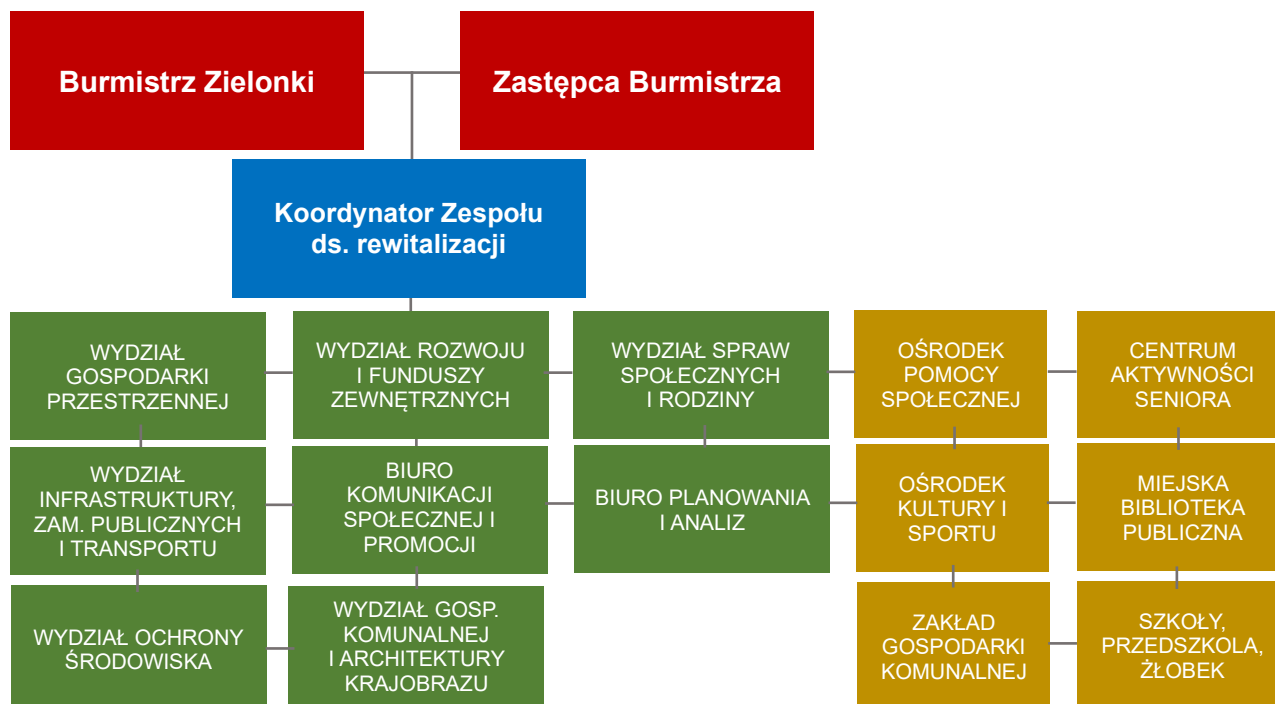 Burmistrz Zielonki
Zastępca Burmistrza
Koordynator Zespołu
ds. rewitalizacji
WYDZIAŁ
GOSPODARKI
PRZESTRZENNEJ
WYDZIAŁ ROZWOJU
I FUNDUSZY
ZEWNĘTRZNYCH
WYDZIAŁ SPRAW
SPOŁECZNYCH
I RODZINY
OŚRODEK
POMOCY
SPOŁECZNEJ
CENTRUM
AKTYWNOŚCI
SENIORA
WYDZIAŁ
INFRASTRUKTURY,
ZAM. PUBLICZNYCH
I TRANSPORTU
BIURO
KOMUNIKACJI
SPOŁECZNEJ I
PROMOCJI
BIURO PLANOWANIA
I ANALIZ
OŚRODEK
KULTURY I
SPORTU
MIEJSKA
BIBLIOTEKA
PUBLICZNA
WYDZIAŁ OCHRONY
ŚRODOWISKA
WYDZIAŁ GOSP.
KOMUNALNEJ
I ARCHITEKTURY
KRAJOBRAZU
ZAKŁAD
GOSPODARKI
KOMUNALNEJ
SZKOŁY,
PRZEDSZKOLA,
ŻŁOBEK